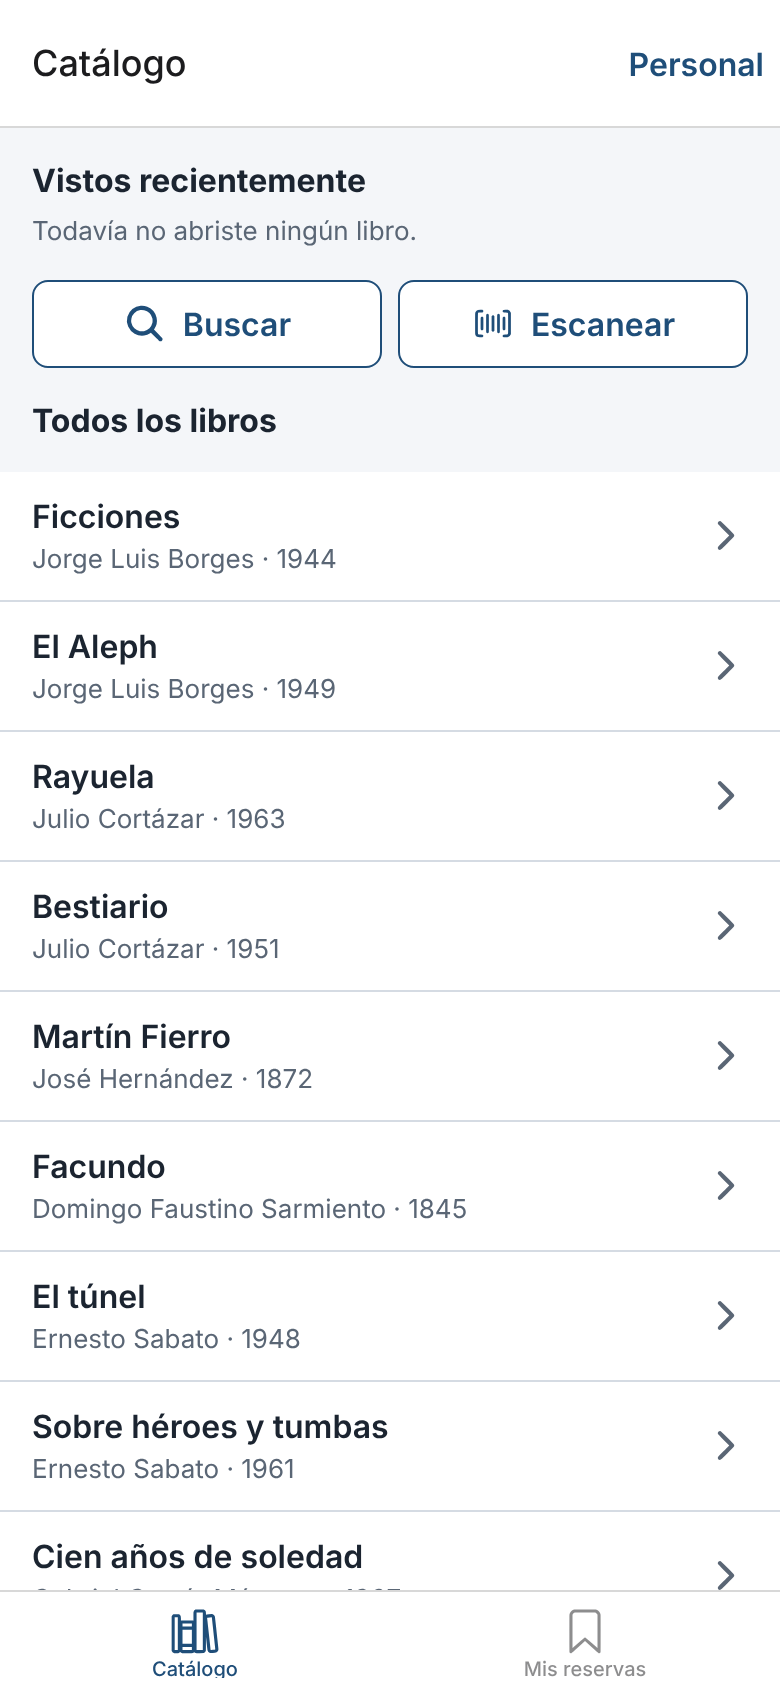 Catálogo
Personal
Vistos recientemente
Todavía no abriste ningún libro.
Buscar
Escanear
Todos los libros
Ficciones
Jorge Luis Borges · 1944
El Aleph
Jorge Luis Borges · 1949
Rayuela
Julio Cortázar · 1963
Bestiario
Julio Cortázar · 1951
Martín Fierro
José Hernández · 1872
Facundo
Domingo Faustino Sarmiento · 1845
El túnel
Ernesto Sabato · 1948
Sobre héroes y tumbas
Ernesto Sabato · 1961
Cien años de soledad
Catálogo
Mis reservas